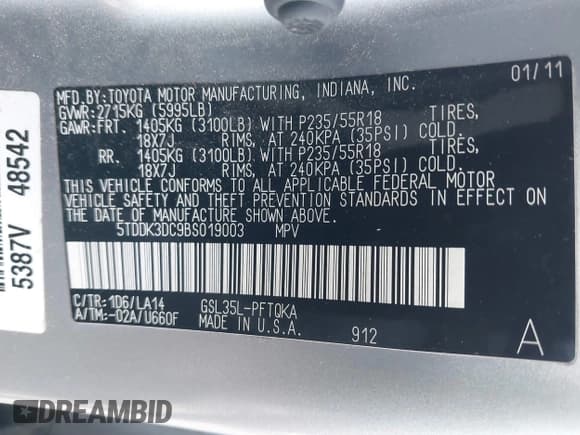 01/11
MFD.BY:TOYOTA MOTOR MANUFACTURING, INDIANA, INC.
GVWR:2715KG (5995LB)
GAWR:FRT. 1405KG (3100LB) WITH P235/55R18 TIRES,
18X7J RIMS, AT 240KPA (35PSI) COLD.
RR. 1405KG (3100LB) WITH P235/55R18 TIRES,
18X7J RIMS, AT 240KPA (35PSI) COLD.
THIS VEHICLE CONFORMS TO ALL APPLICABLE FEDERAL MOTOR
VEHICLE SAFETY AND THEFT PREVENTION STANDARDS IN EFFECT ON
THE DATE OF MANUFACTURE SHOWN ABOVE.
5TDDK3DC9BS019003 MPV
C/TR:1D6/LA14 GSL35L-PFTQKA
A/TM:-02A/U660F MADE IN U.S.A. 912 A
5387V 48542
DREAMBID